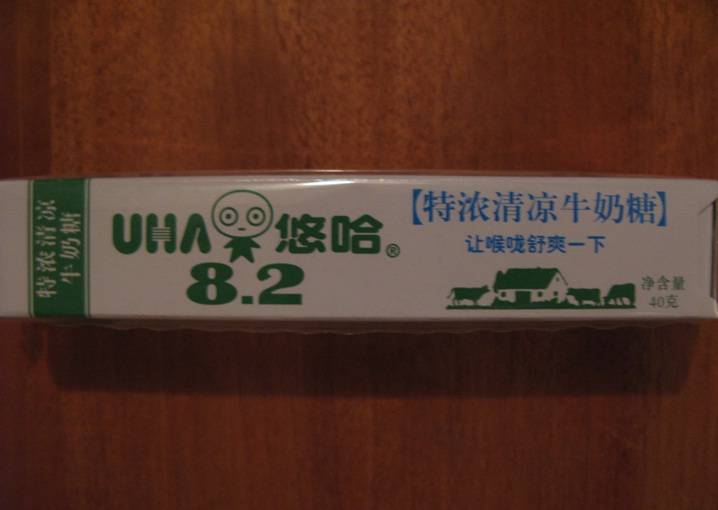 特浓清凉
牛奶糖
UHA 悠哈®
8.2
【特浓清凉牛奶糖】
让喉咙舒爽一下
净含量
40克